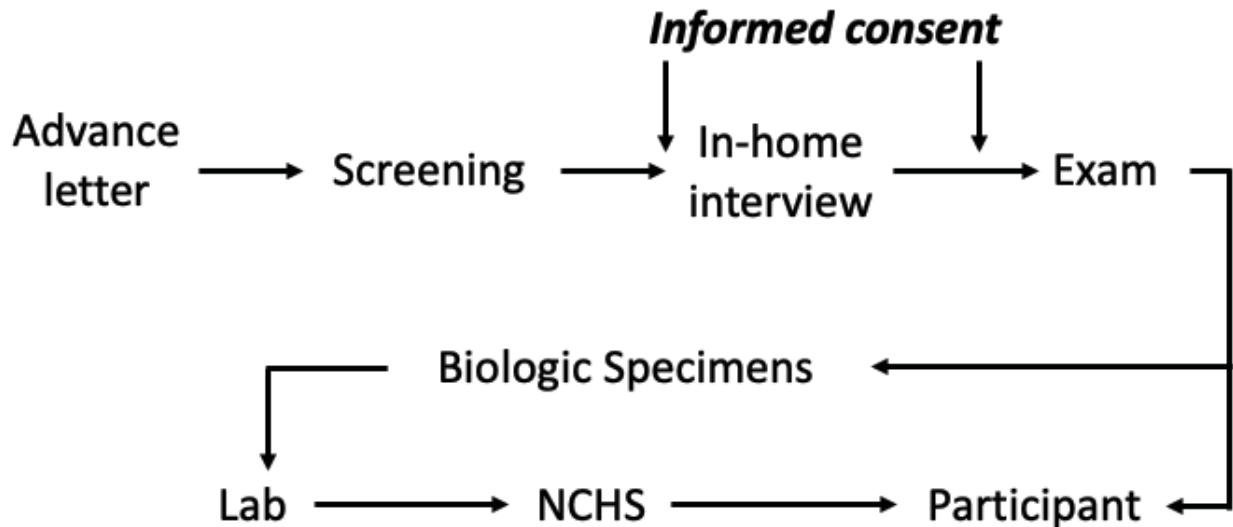 Informed consent
Advance
letter
Screening
In-home
interview
Exam
Biologic Specimens
Lab
NCHS
Participant